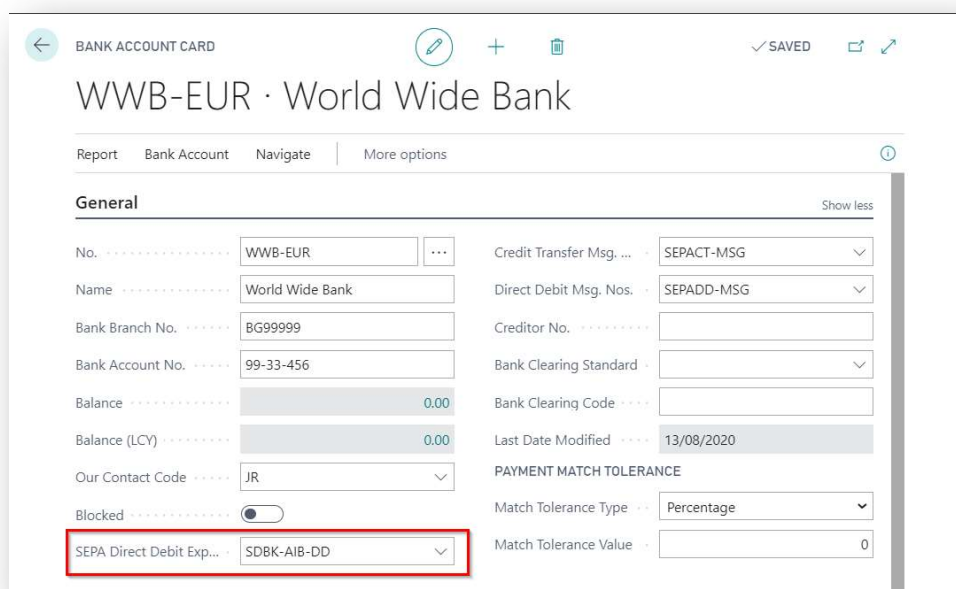 BANK ACCOUNT CARD
SAVED
WWB-EUR · World Wide Bank
Report Bank Account Navigate More options
General
Show less
No. WWB-EUR ...
Name World Wide Bank
Bank Branch No. BG99999
Bank Account No. 99-33-456
Balance 0.00
Balance (LCY) 0.00
Our Contact Code JR
Blocked
SEPA Direct Debit Exp... SDBK-AIB-DD
Credit Transfer Msg. ... SEPACT-MSG
Direct Debit Msg. Nos. SEPADD-MSG
Creditor No.
Bank Clearing Standard
Bank Clearing Code
Last Date Modified 13/08/2020
PAYMENT MATCH TOLERANCE
Match Tolerance Type Percentage
Match Tolerance Value 0